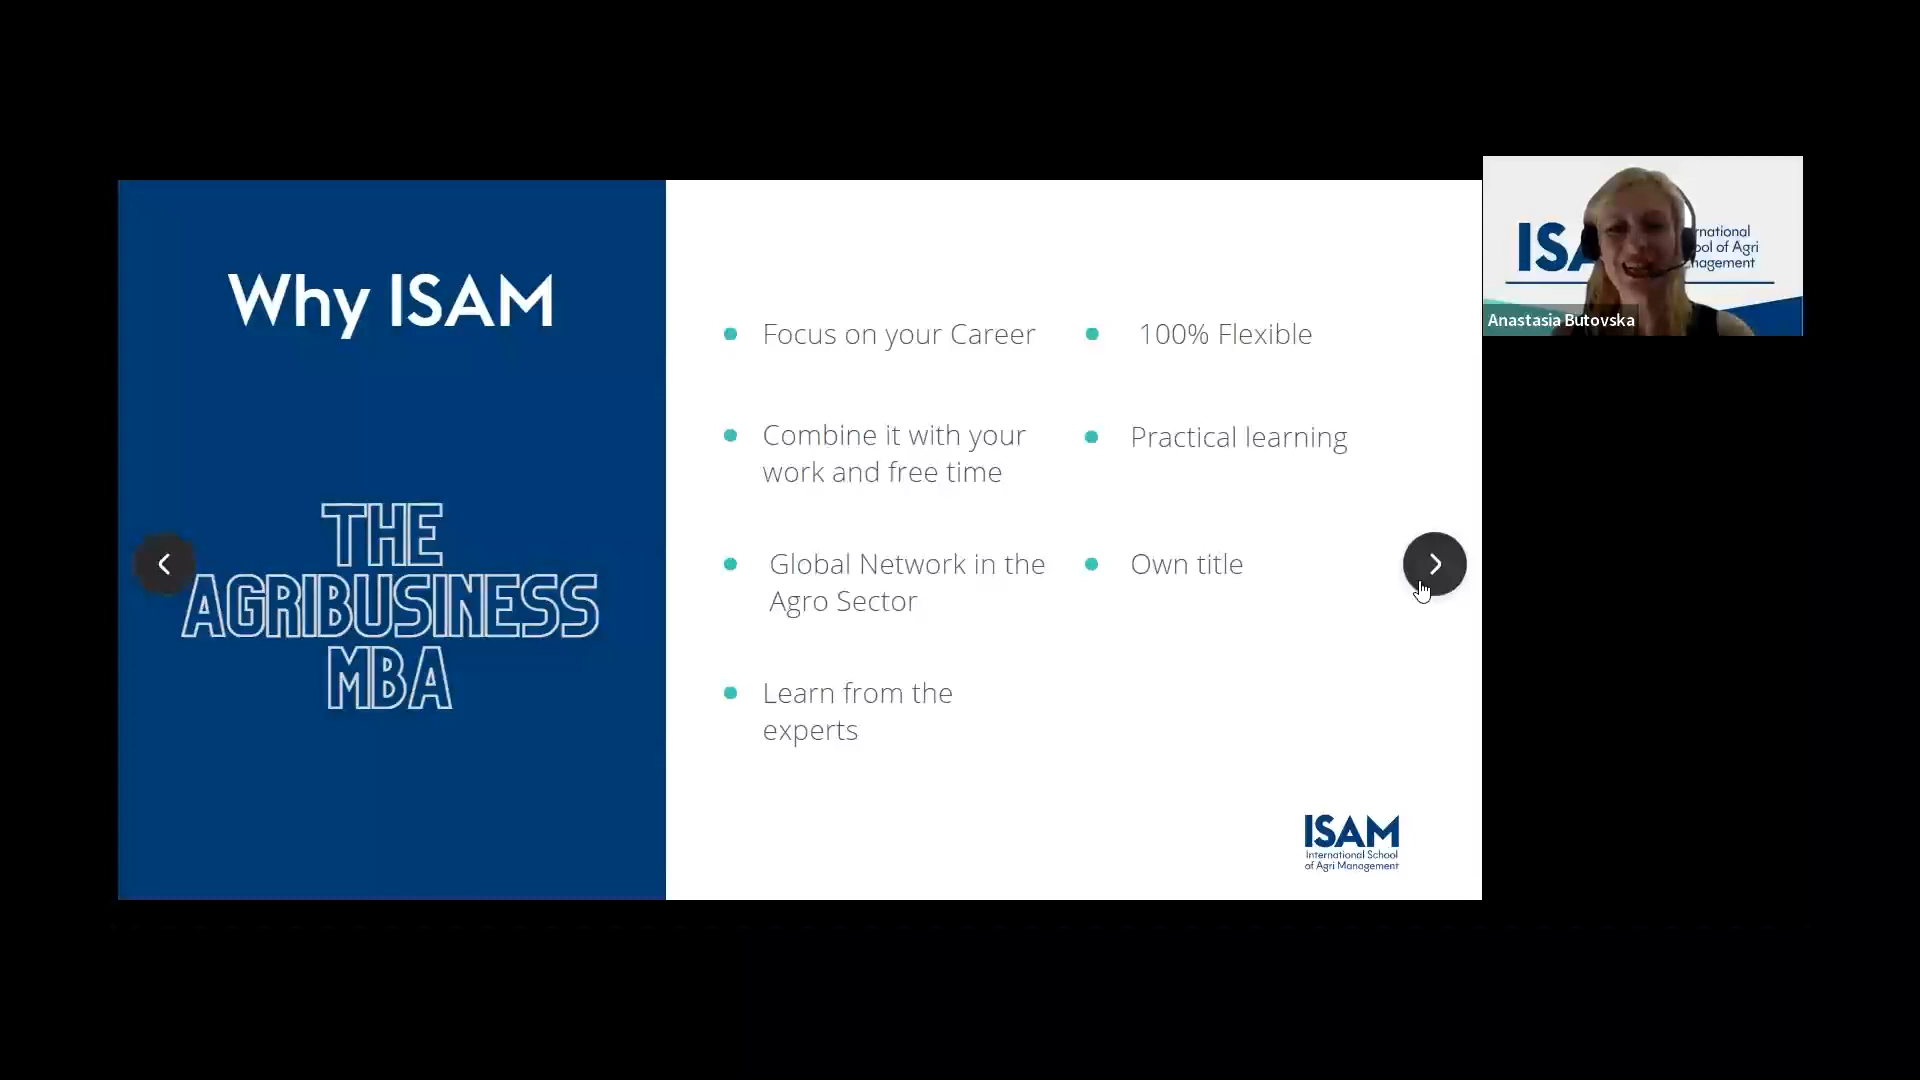 Why ISAM
THE
AGRIBUSINESS
MBA
Focus on your Career
Combine it with your
work and free time
Global Network in the
Agro Sector
Learn from the
experts
100% Flexible
Practical learning
Own title
ISAM
International School
of Agri Management
ISA
rnational
ool of Agri
nagement
Anastasia Butovska